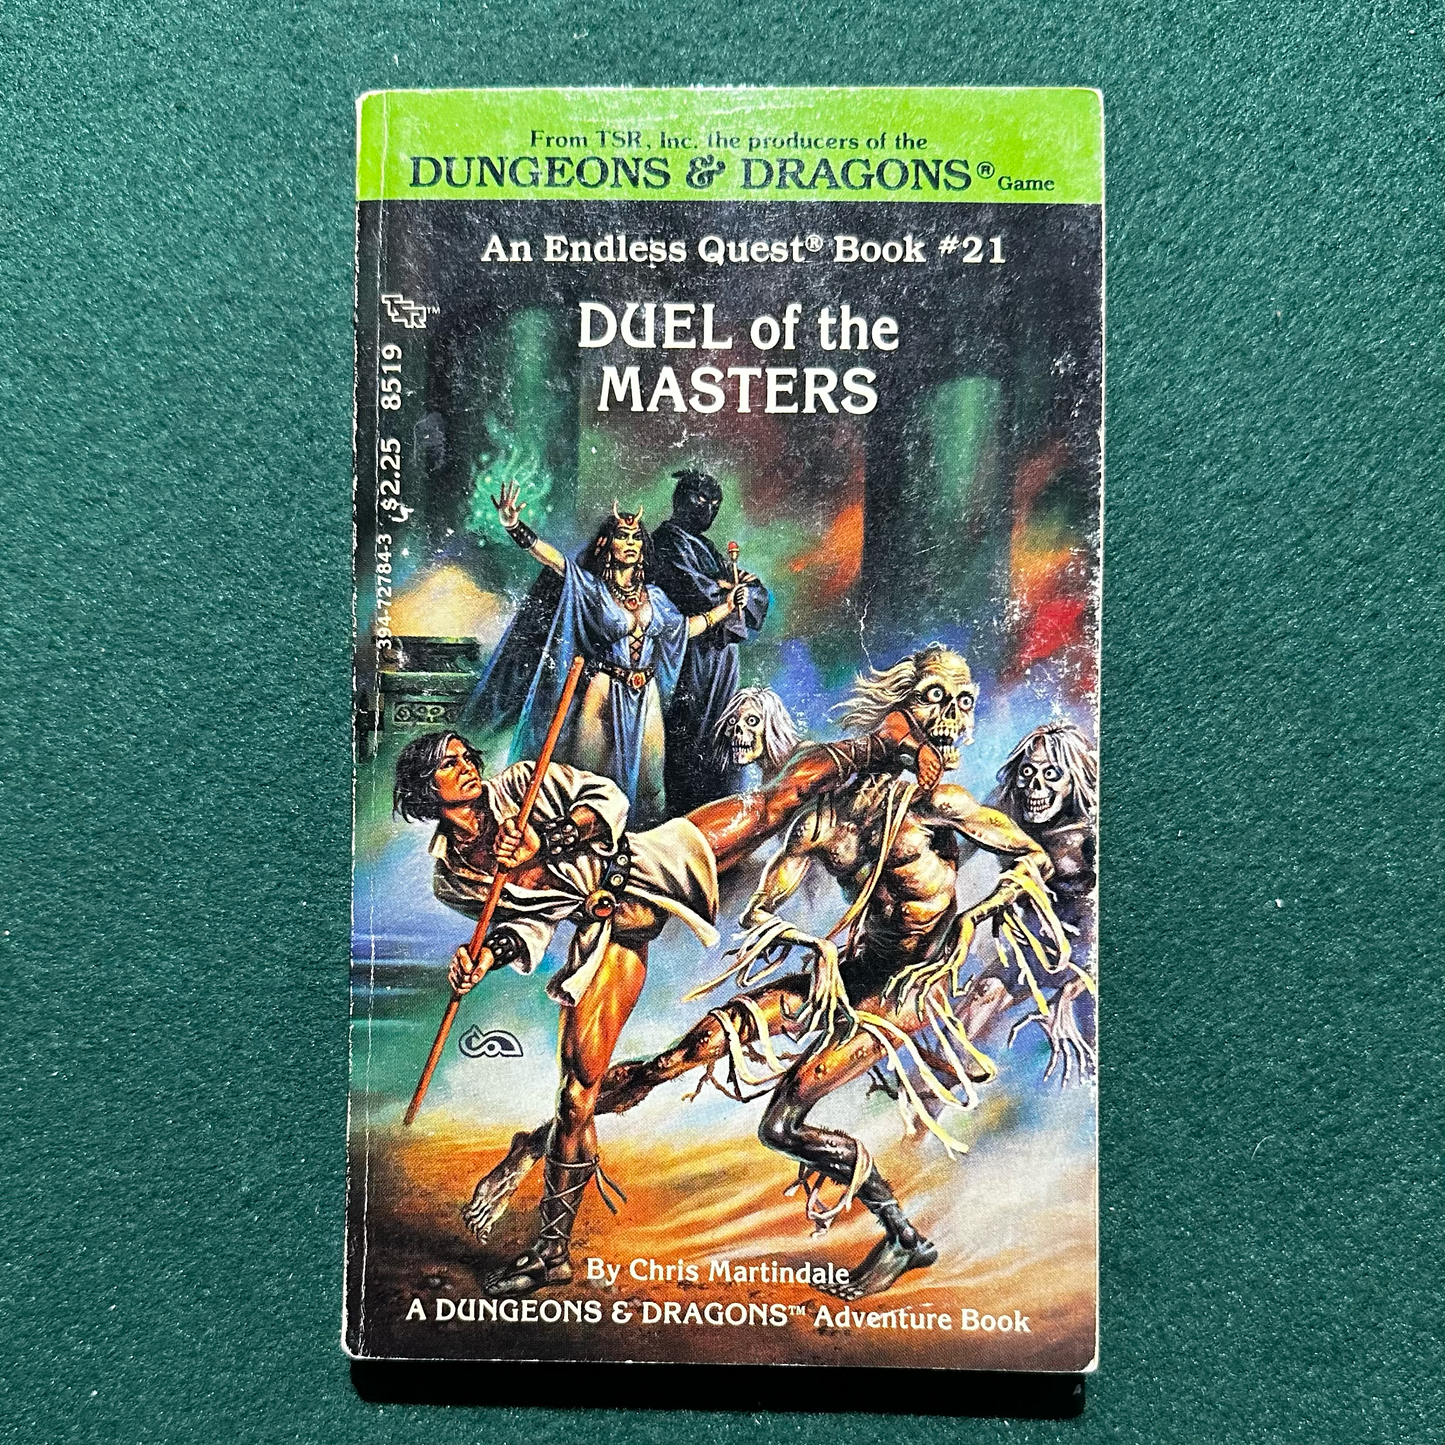 From TSR, Inc. the producers of the
DUNGEONS & DRAGONS® Game
An Endless Quest® Book #21
DUEL of the
MASTERS
TSR™
394-72784-3 $2.25 8519
By Chris Martindale
A DUNGEONS & DRAGONS™ Adventure Book